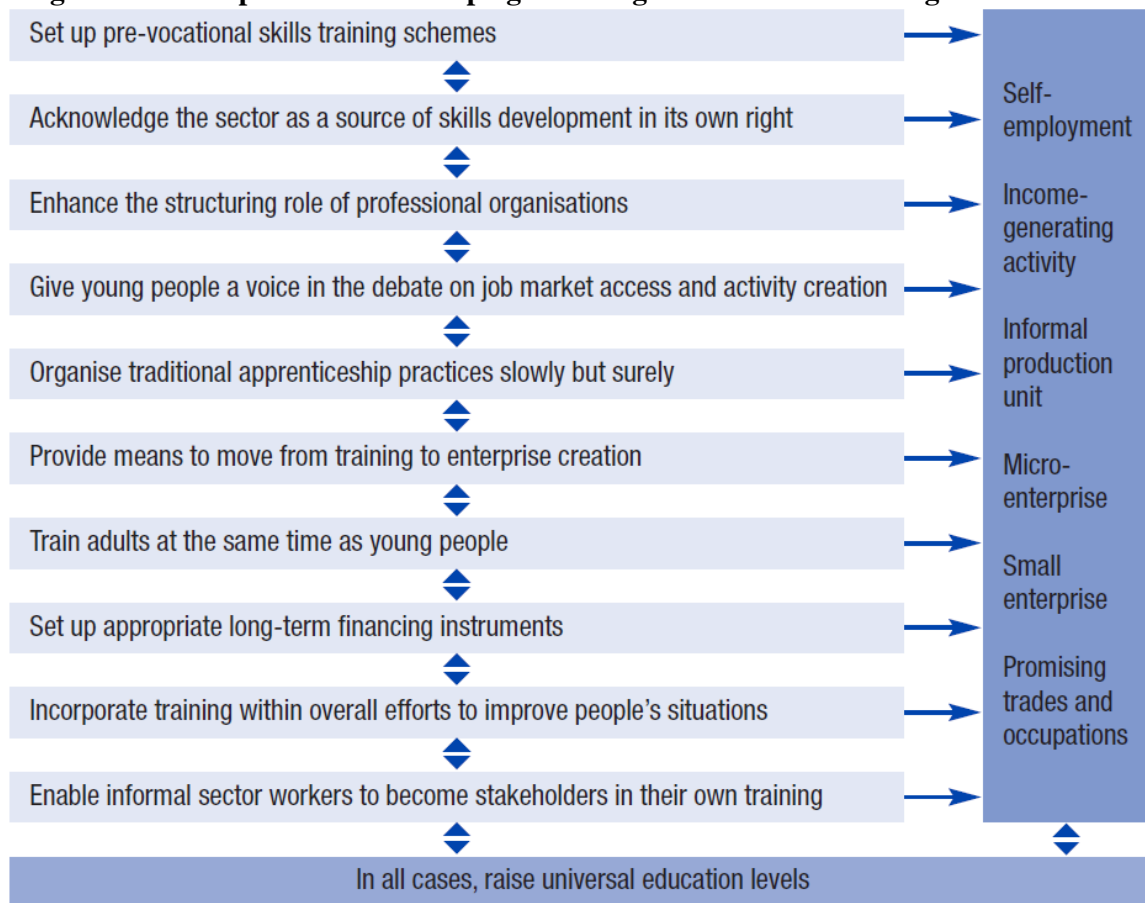 Set up pre-vocational skills training schemes
Acknowledge the sector as a source of skills development in its own right
Enhance the structuring role of professional organisations
Give young people a voice in the debate on job market access and activity creation
Organise traditional apprenticeship practices slowly but surely
Provide means to move from training to enterprise creation
Train adults at the same time as young people
Set up appropriate long-term financing instruments
Incorporate training within overall efforts to improve people's situations
Enable informal sector workers to become stakeholders in their own training
Self-
employment
Income-
generating
activity
Informal
production
unit
Micro-
enterprise
Small
enterprise
Promising
trades and
occupations
In all cases, raise universal education levels